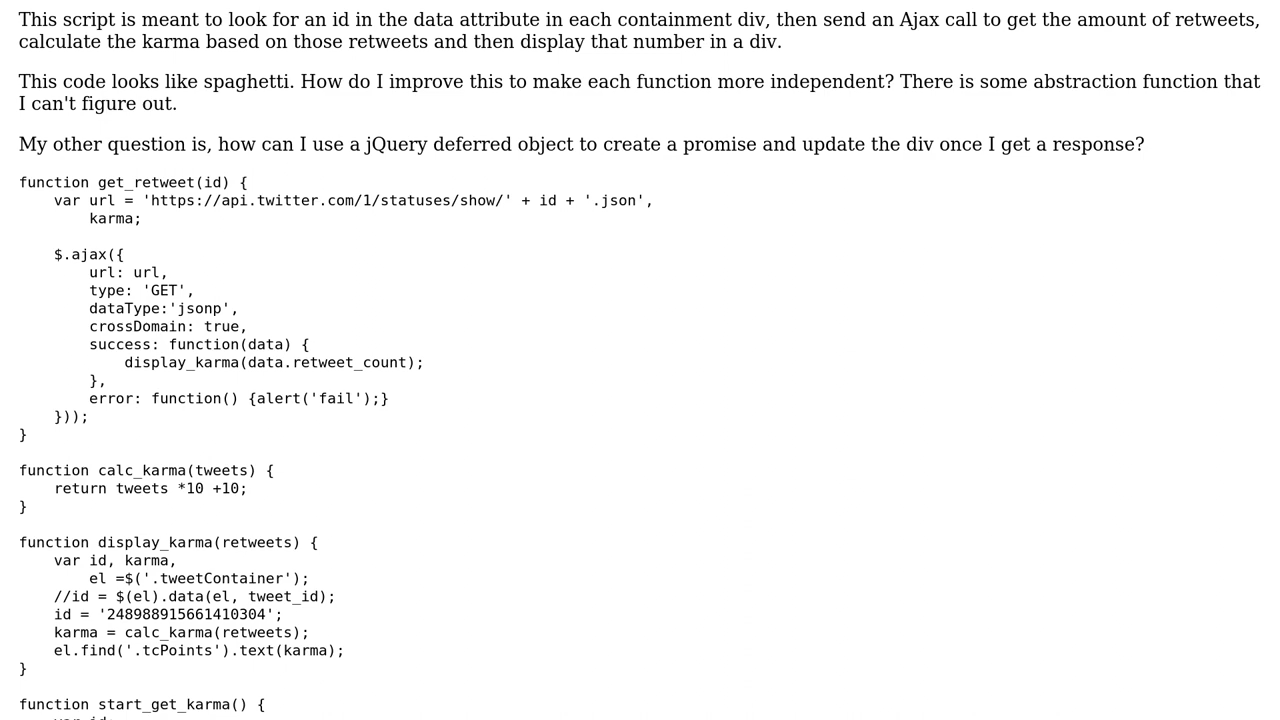 This script is meant to look for an id in the data attribute in each containment div, then send an Ajax call to get the amount of retweets,
calculate the karma based on those retweets and then display that number in a div.
This code looks like spaghetti. How do I improve this to make each function more independent? There is some abstraction function that
I can't figure out.
My other question is, how can I use a jQuery deferred object to create a promise and update the div once I get a response?
function get_retweet(id) {
    var url = 'https://api.twitter.com/1/statuses/show/' + id + '.json',
        karma;
    $.ajax({
        url: url,
        type: 'GET',
        dataType:'jsonp',
        crossDomain: true,
        success: function(data) {
            display_karma(data.retweet_count);
        },
        error: function() {alert('fail');}
    }));
}
function calc_karma(tweets) {
    return tweets *10 +10;
}
function display_karma(retweets) {
    var id, karma,
        el =$('.tweetContainer');
    //id = $(el).data(el, tweet_id);
    id = '248988915661410304';
    karma = calc_karma(retweets);
    el.find('.tcPoints').text(karma);
}
function start_get_karma() {